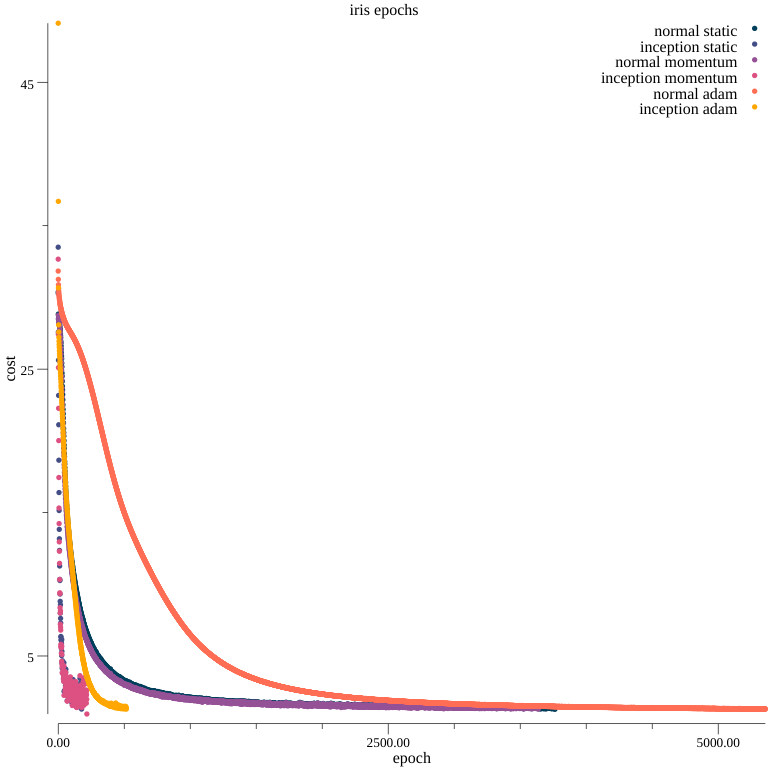 iris epochs
normal static
inception static
normal momentum
inception momentum
normal adam
inception adam
45
25
5
cost
0.00
2500.00
5000.00
epoch